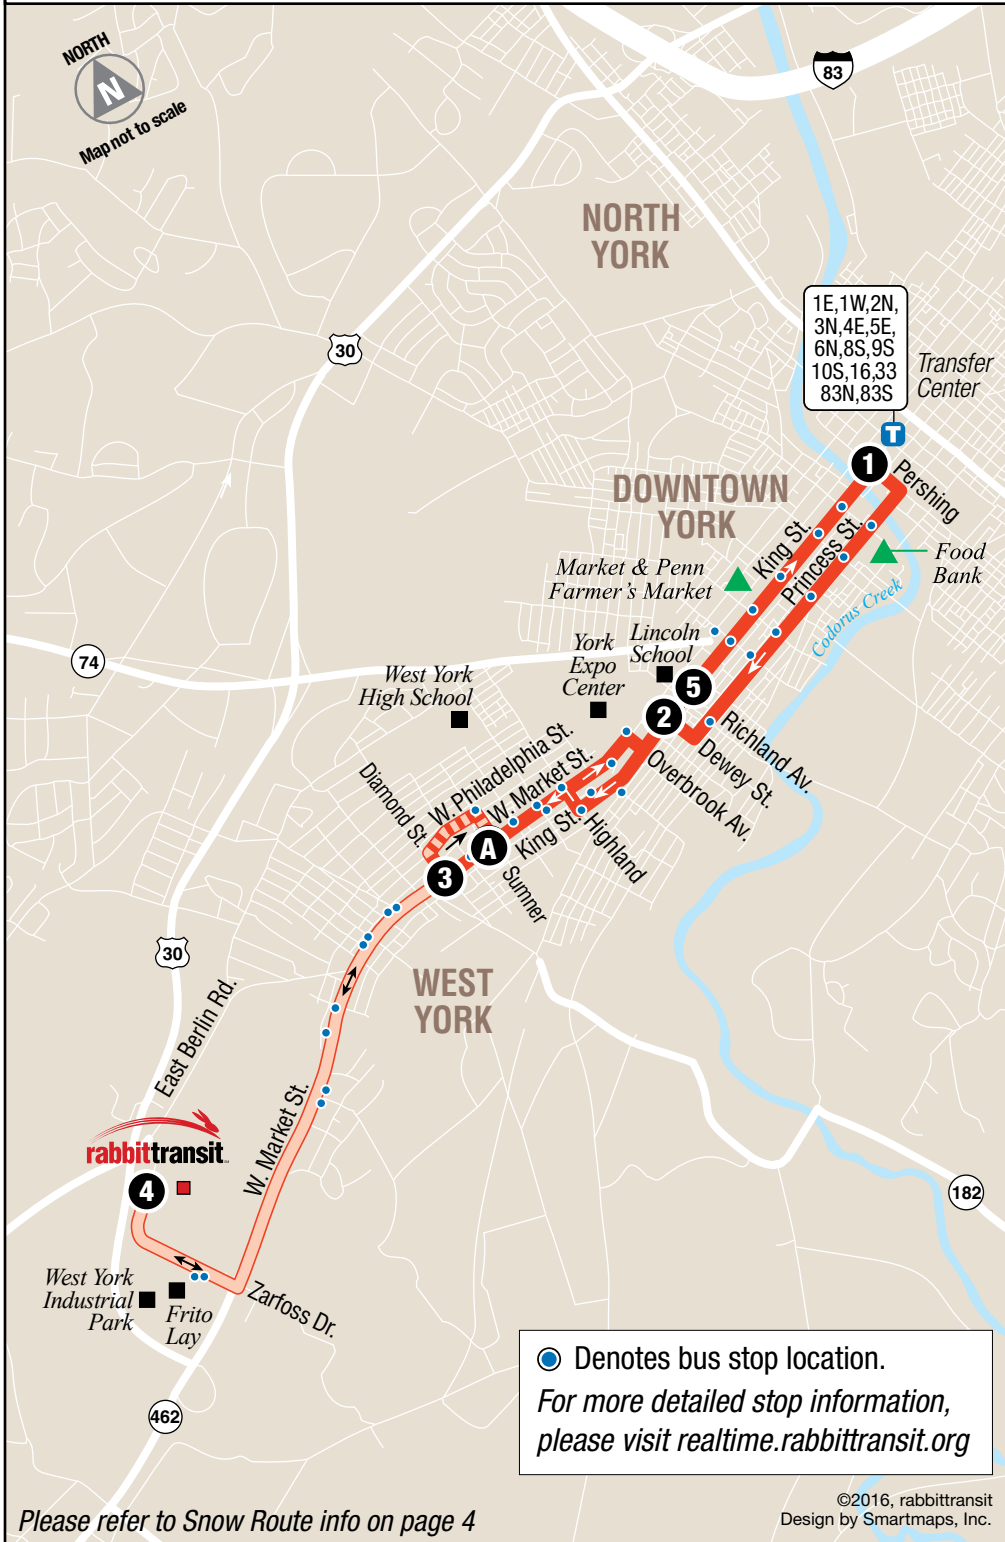 NORTH
N
Map not to scale
83
NORTH
YORK
30
1E,1W,2N,
3N,4E,5E,
6N,8S,9S
10S,16,33
83N,83S
Transfer
Center
T
1
Pershing
DOWNTOWN
YORK
King St.
Princess St.
Food
Bank
Market & Penn
Farmer's Market
Codorus Creek
Lincoln
School
York
Expo
Center
74
West York
High School
5
2
Richland Av.
Dewey St.
Overbrook Av.
W. Philadelphia St.
W. Market St.
Diamond St.
King St.
Highland
A
Sumner
3
30
WEST
YORK
East Berlin Rd.
W. Market St.
rabbittransit
4
182
West York
Industrial
Park
Frito
Lay
Zarfoss Dr.
462
Denotes bus stop location.
For more detailed stop information,
please visit realtime.rabbittransit.org
Please refer to Snow Route info on page 4
©2016, rabbittransit
Design by Smartmaps, Inc.